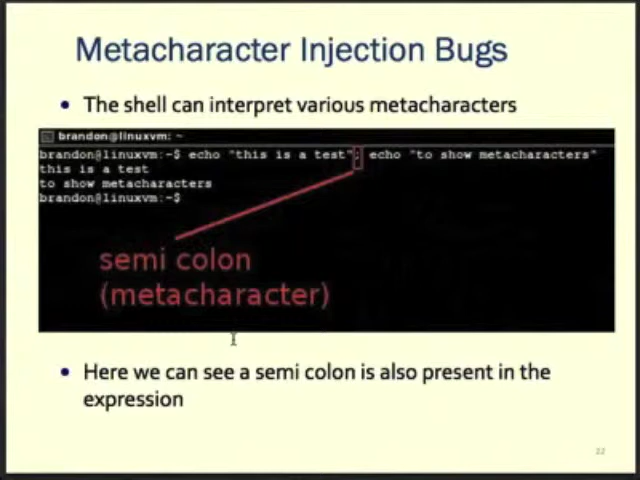 Metacharacter Injection Bugs
• The shell can interpret various metacharacters
brandon@linuxvm: ~
brandon@linuxvm:~$ echo "this is a test"; echo "to show metacharacters"
this is a test
to show metacharacters
brandon@linuxvm:~$
semi colon
(metacharacter)
• Here we can see a semi colon is also present in the
expression
22